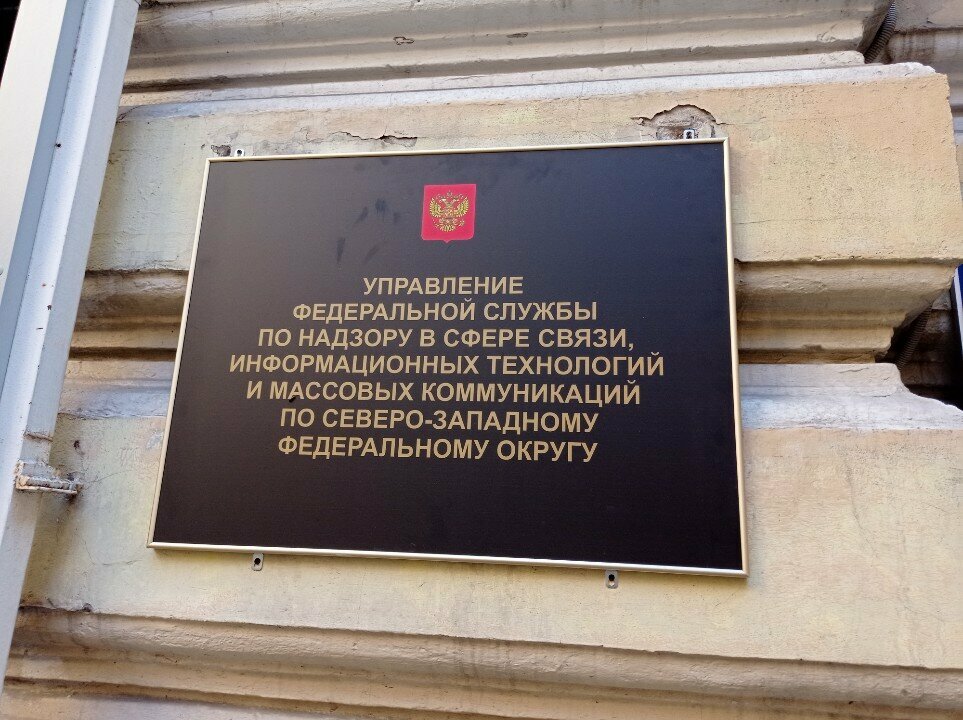 УПРАВЛЕНИЕ
ФЕДЕРАЛЬНОЙ СЛУЖБЫ
ПО НАДЗОРУ В СФЕРЕ СВЯЗИ,
ИНФОРМАЦИОННЫХ ТЕХНОЛОГИЙ
И МАССОВЫХ КОММУНИКАЦИЙ
ПО СЕВЕРО-ЗАПАДНОМУ
ФЕДЕРАЛЬНОМУ ОКРУГУ